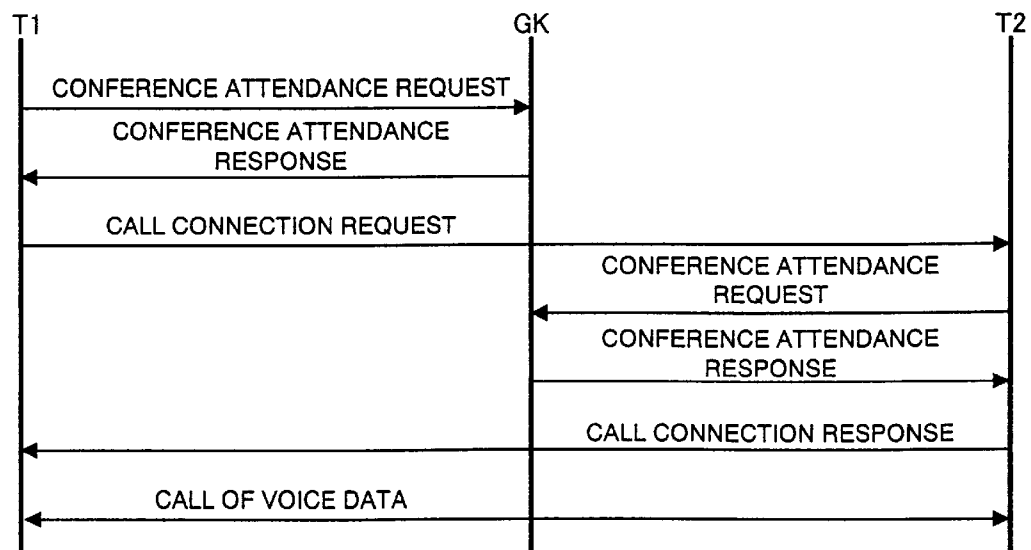 T1 GK T2
CONFERENCE ATTENDANCE REQUEST
CONFERENCE ATTENDANCE
RESPONSE
CALL CONNECTION REQUEST
CONFERENCE ATTENDANCE
REQUEST
CONFERENCE ATTENDANCE
RESPONSE
CALL CONNECTION RESPONSE
CALL OF VOICE DATA